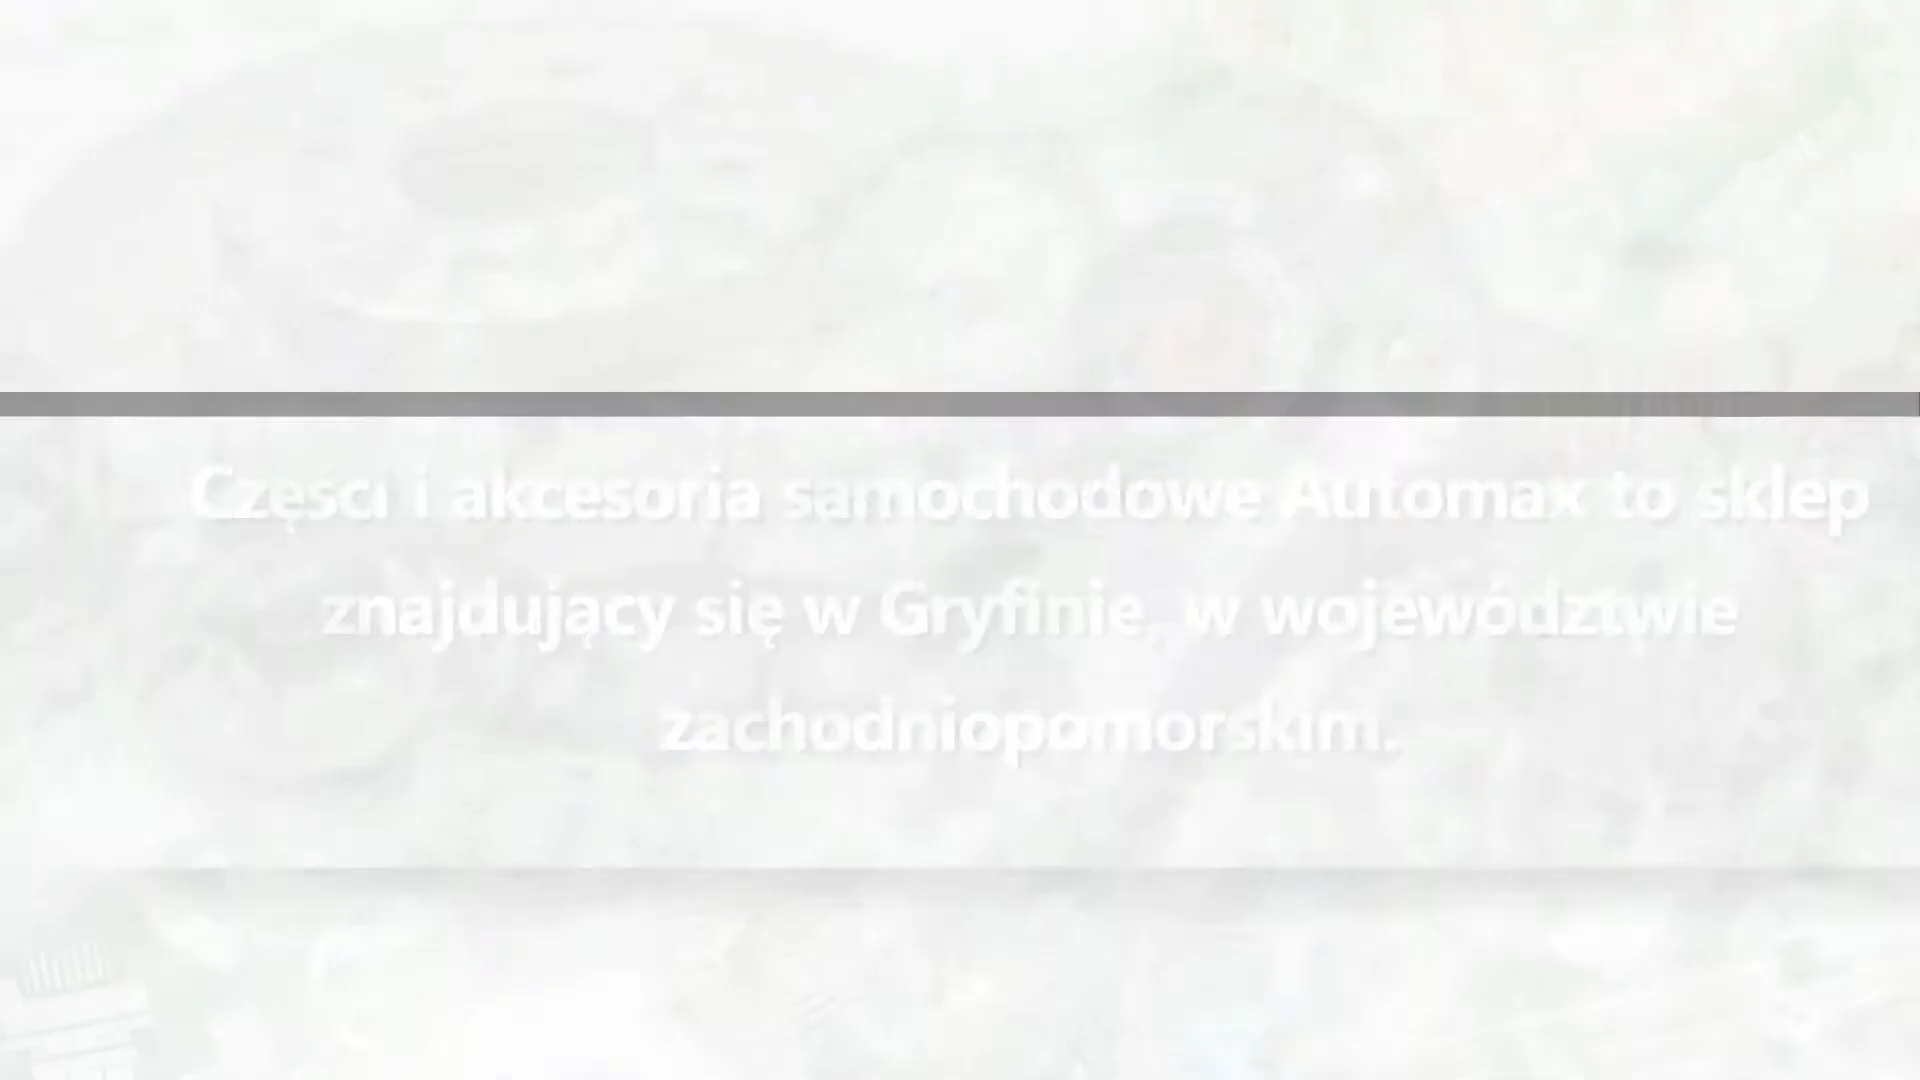 Części i akcesoria samochodowe Automax to sklep
znajdujący się w Gryfinie, w województwie
zachodniopomorskim.